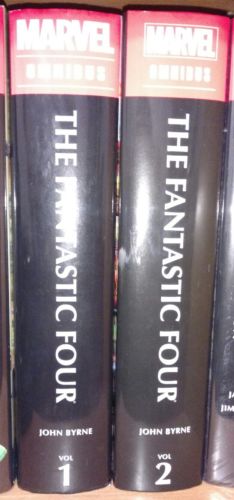 MARVEL
OMNIBUS
THE FANTASTIC FOUR
JOHN BYRNE
VOL
1
MARVEL
OMNIBUS
THE FANTASTIC FOUR
JOHN BYRNE
VOL
2